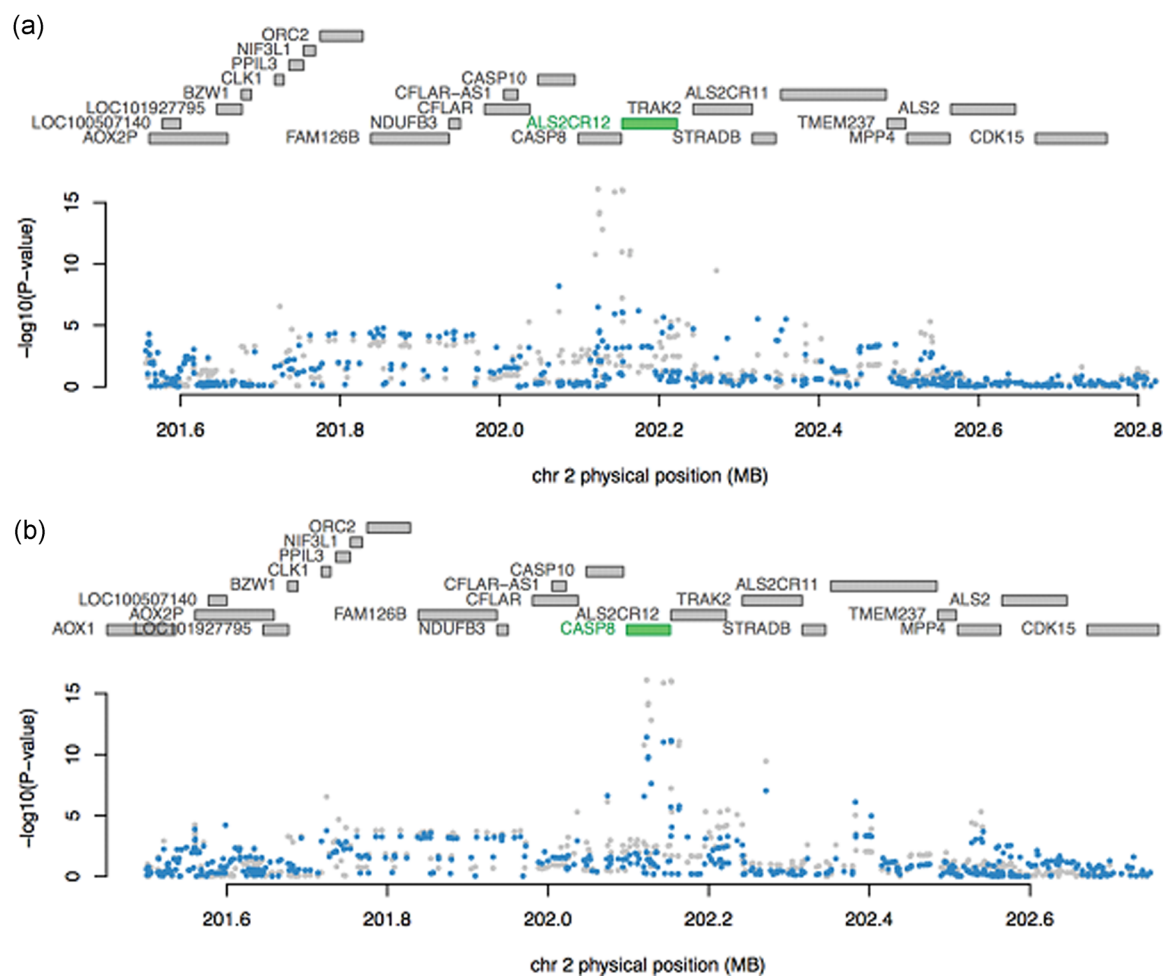 (a)
ORC2
NIF3L1
PPIL3
CLK1 CASP10
BZW1 CFLAR-AS1 ALS2CR11
LOC101927795 CFLAR TRAK2 ALS2
LOC100507140 NDUFB3 ALS2CR12 TMEM237
AOX2P FAM126B CASP8 STRADB MPP4 CDK15
15
10
5
0
-log10(P-value)
201.6 201.8 202.0 202.2 202.4 202.6 202.8
chr 2 physical position (MB)
(b)
ORC2
NIF3L1
PPIL3
CLK1 CASP10
BZW1 CFLAR-AS1 ALS2CR11
LOC100507140 CFLAR TRAK2 ALS2
AOX2P FAM126B ALS2CR12 TMEM237
AOX1 LOC101927795 NDUFB3 CASP8 STRADB MPP4 CDK15
15
10
5
0
-log10(P-value)
201.6 201.8 202.0 202.2 202.4 202.6
chr 2 physical position (MB)